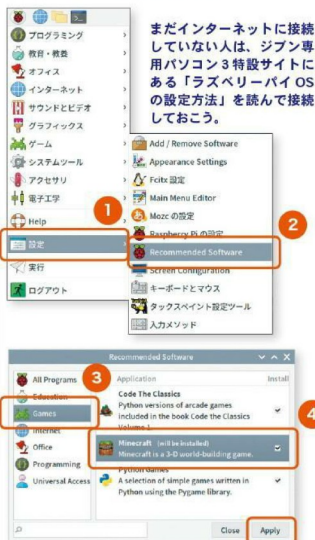 まだインターネットに接続
していない人は、ジブン専
用パソコン3特設サイトに
ある「ラズベリーパイOS
の設定方法」を読んで接続
しておこう。
プログラミング
教育・教養
オフィス
インターネット
サウンドとビデオ
グラフィックス
ゲーム
システムツール
アクセサリ
電子工学
Help
設定
実行
ログアウト
1
Add / Remove Software
Appearance Settings
Fcitx 設定
Main Menu Editor
Mozc の設定
Raspberry Pi の設定
Recommended Software
Screen Configuration
キーボードとマウス
タックスペイント設定ツール
入力メソッド
2
Recommended Software
All Programs
Education
Games
Internet
Office
Programming
Universal Access
3
Application
Install
Code The Classics
Python versions of arcade games
included in the book Code the Classics
Volume 1
Minecraft (will be installed)
Minecraft is a 3-D world-building game.
4
Python Games
A selection of simple games written in
Python using the Pygame library.
Close
Apply